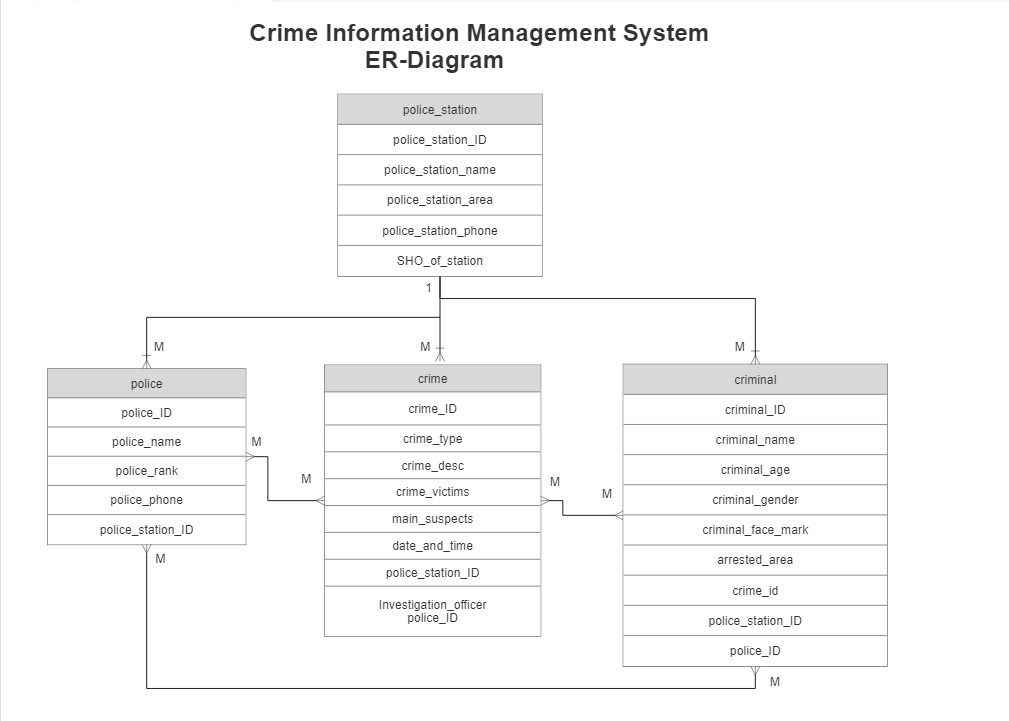 Crime Information Management System
ER-Diagram
police_station
police_station_ID
police_station_name
police_station_area
police_station_phone
SHO_of_station
1
M
M
M
police
police_ID
police_name
police_rank
police_phone
police_station_ID
M
M
M
crime
crime_ID
crime_type
crime_desc
crime_victims
main_suspects
date_and_time
police_station_ID
Investigation_officer
police_ID
M
M
criminal
criminal_ID
criminal_name
criminal_age
criminal_gender
criminal_face_mark
arrested_area
crime_id
police_station_ID
police_ID
M